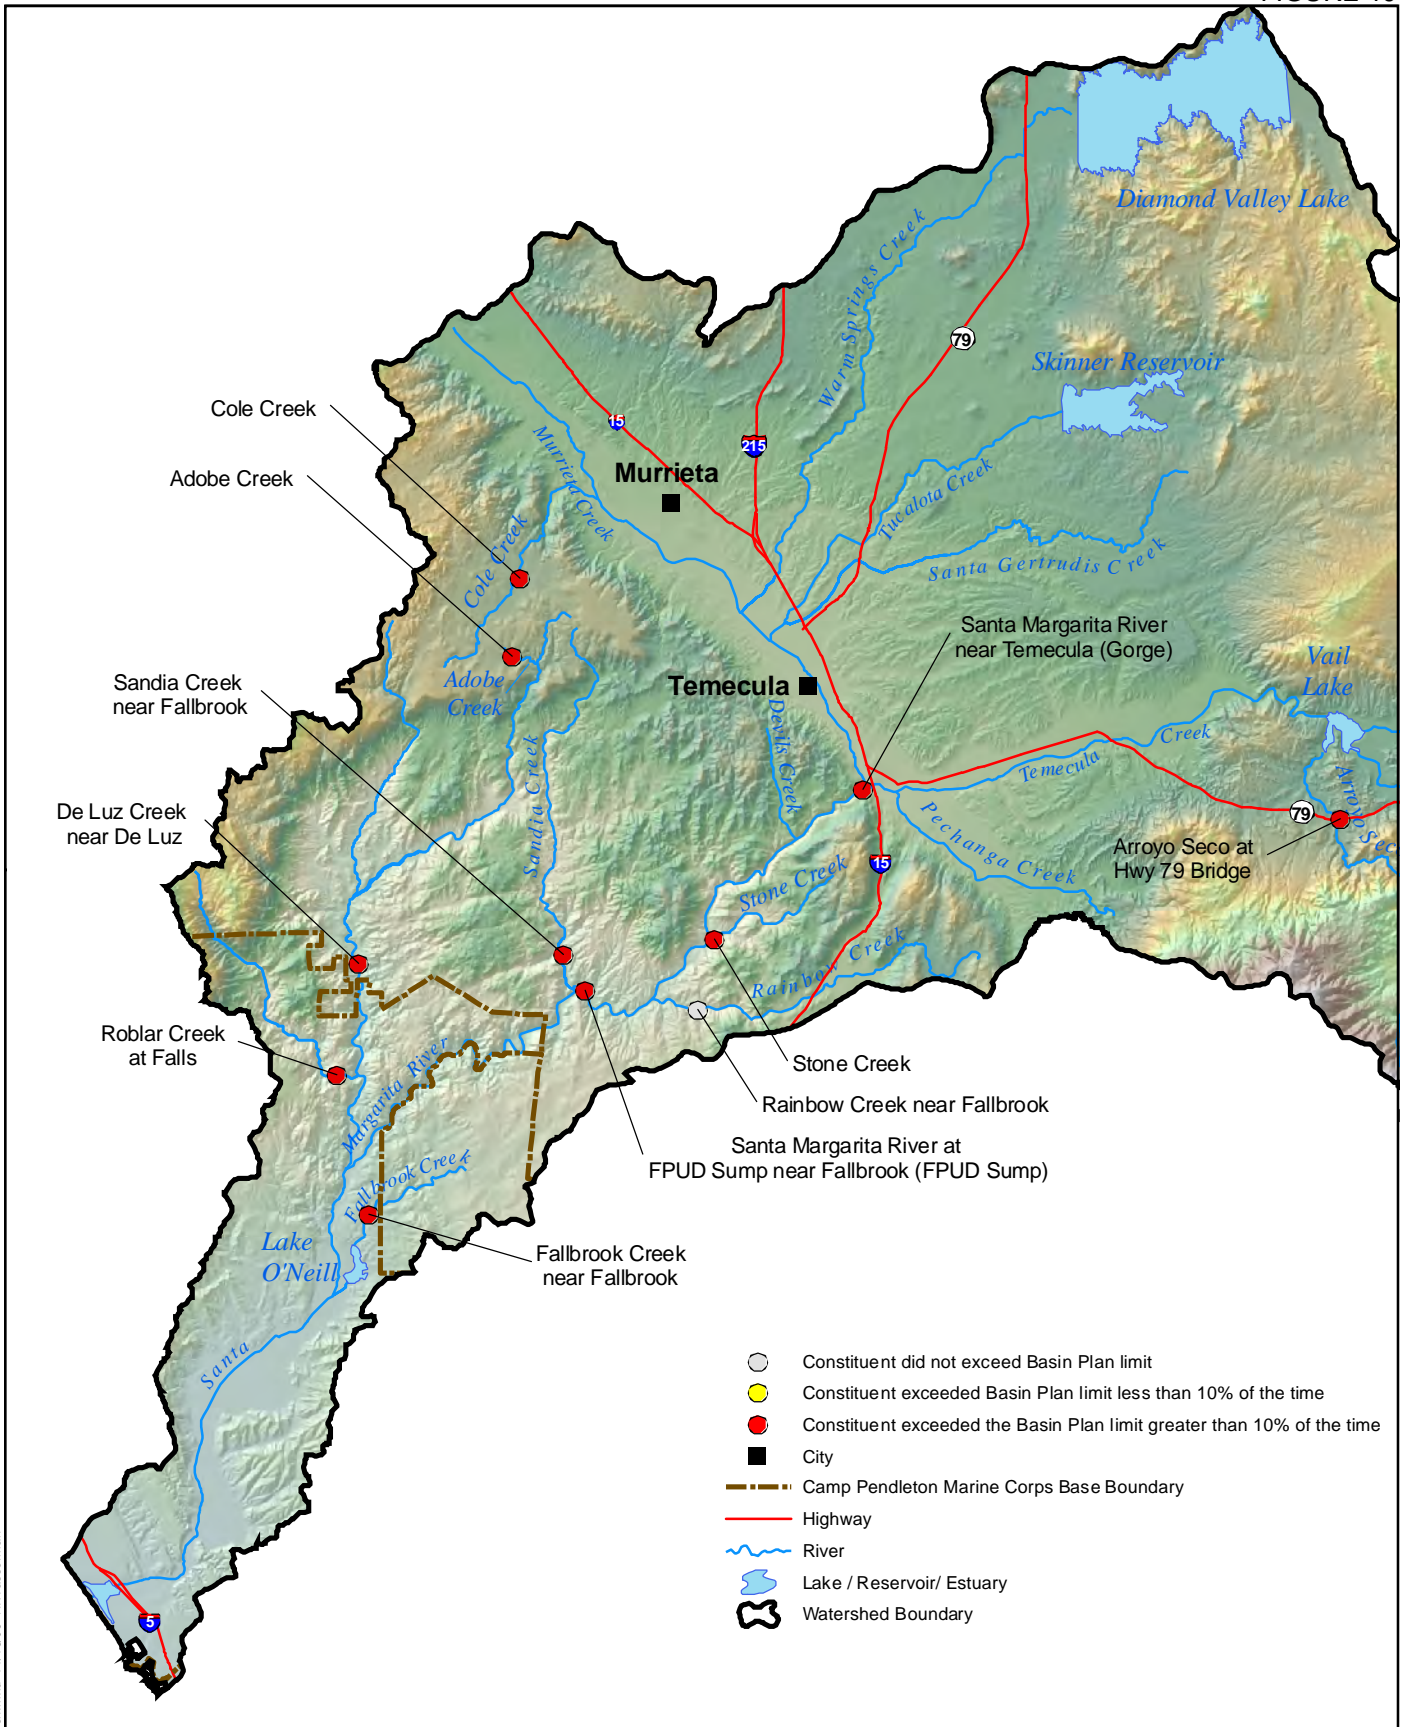 Diamond Valley Lake
Warm Springs Creek
79
Skinner Reservoir
Cole Creek
15
Murrieta Creek
215
Murrieta
Adobe Creek
Tucalota Creek
Cole Creek
Santa Gertrudis Creek
Santa Margarita River
near Temecula (Gorge)
Vail
Lake
Sandia Creek
near Fallbrook
Adobe
Creek
Temecula
Devils Creek
Sandia Creek
Temecula
Creek
De Luz Creek
near De Luz
Pechanga Creek
79
Arroyo Sec
Arroyo Seco at
Hwy 79 Bridge
15
Stone Creek
Rainbow Creek
Roblar Creek
at Falls
Margarita River
Stone Creek
Rainbow Creek near Fallbrook
Santa Margarita River at
FPUD Sump near Fallbrook (FPUD Sump)
Fallbrook Creek
Lake
O'Neill
Fallbrook Creek
near Fallbrook
Santa
5
Constituent did not exceed Basin Plan limit
Constituent exceeded Basin Plan limit less than 10% of the time
Constituent exceeded the Basin Plan limit greater than 10% of the time
City
Camp Pendleton Marine Corps Base Boundary
Highway
River
Lake / Reservoir/ Estuary
Watershed Boundary